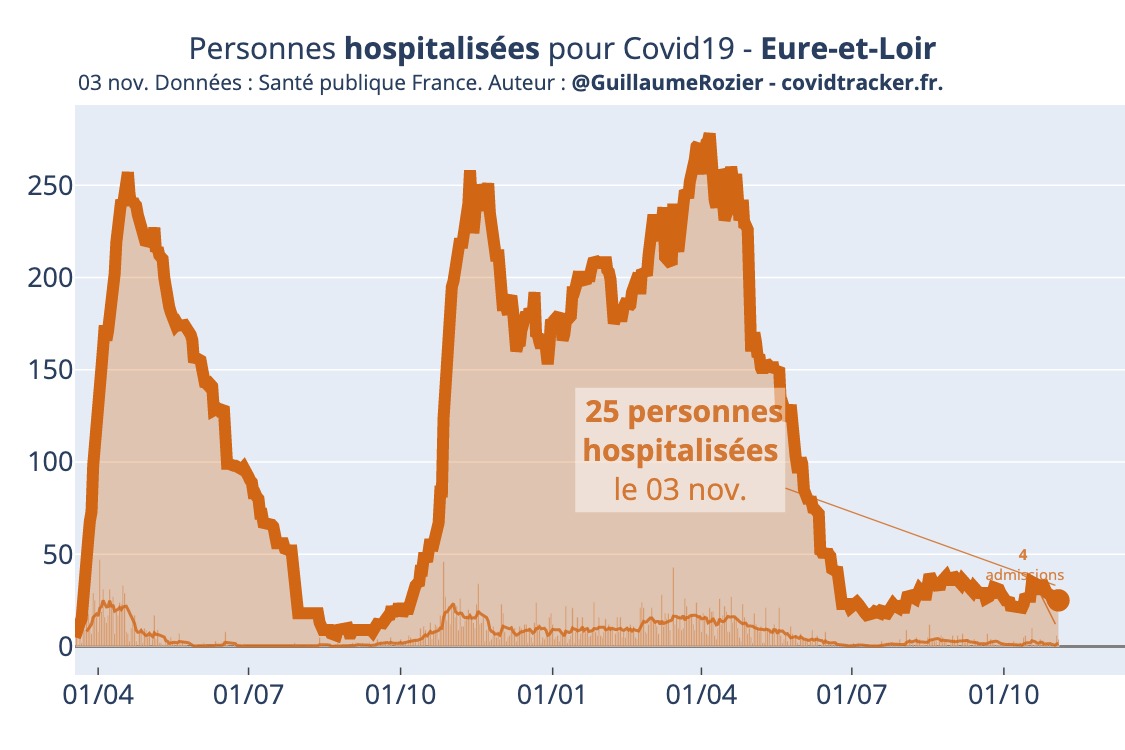 Personnes hospitalisées pour Covid19 - Eure-et-Loir
03 nov. Données : Santé publique France. Auteur : @GuillaumeRozier - covidtracker.fr.
250
200
150
100
50
0
25 personnes
hospitalisées
le 03 nov.
4
admissions
01/04
01/07
01/10
01/01
01/04
01/07
01/10